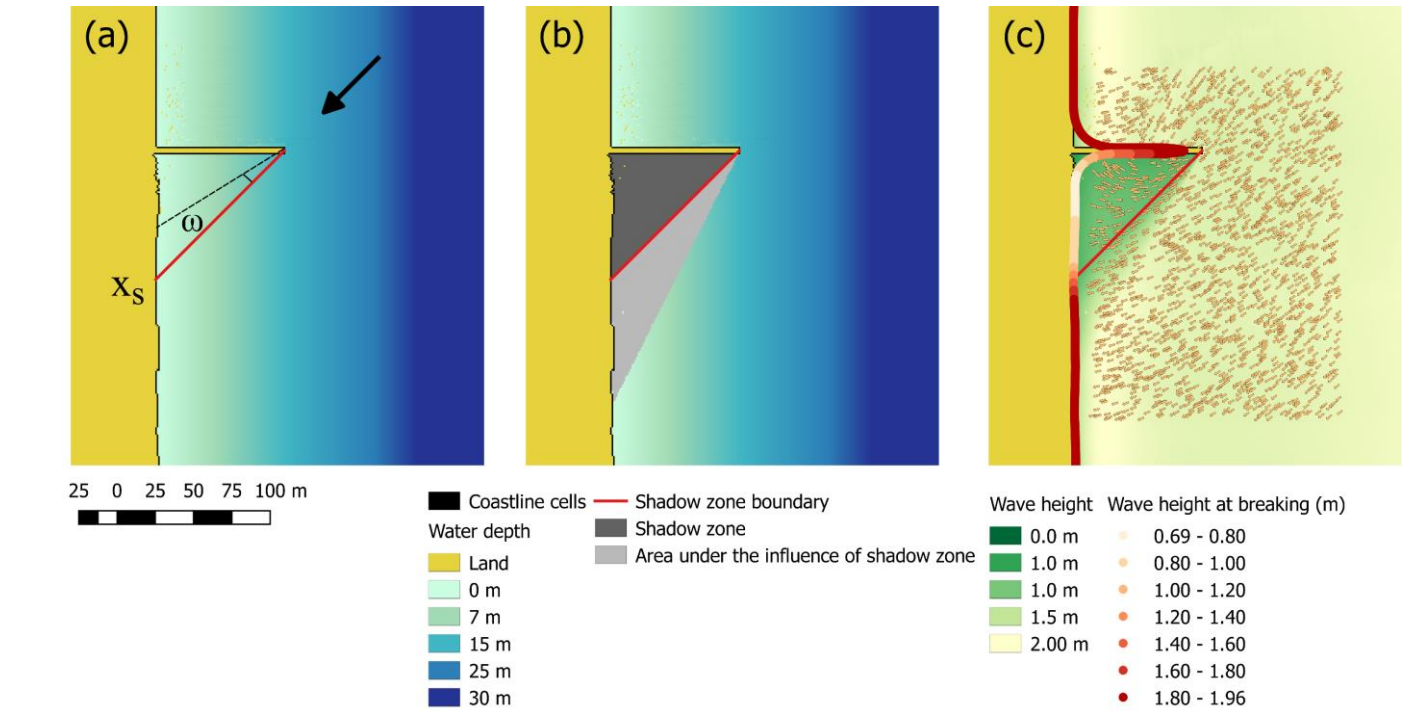 (a)
(b)
(c)
ω
xs
25 0 25 50 75 100 m
Coastline cells
Water depth
Land
0 m
7 m
15 m
25 m
30 m
Shadow zone boundary
Shadow zone
Area under the influence of shadow zone
Wave height
0.0 m
1.0 m
1.0 m
1.5 m
2.00 m
Wave height at breaking (m)
0.69 - 0.80
0.80 - 1.00
1.00 - 1.20
1.20 - 1.40
1.40 - 1.60
1.60 - 1.80
1.80 - 1.96